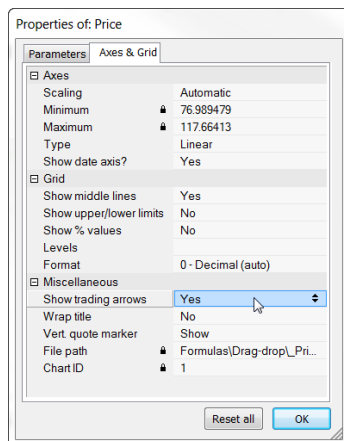 Properties of: Price
Parameters Axes & Grid
Axes
Scaling Automatic
Minimum 76.989479
Maximum 117.66413
Type Linear
Show date axis? Yes
Grid
Show middle lines Yes
Show upper/lower limits No
Show % values No
Levels
Format 0 - Decimal (auto)
Miscellaneous
Show trading arrows Yes
Wrap title No
Vert. quote marker Show
File path Formulas\Drag-drop\_Pri...
Chart ID 1
Reset all OK